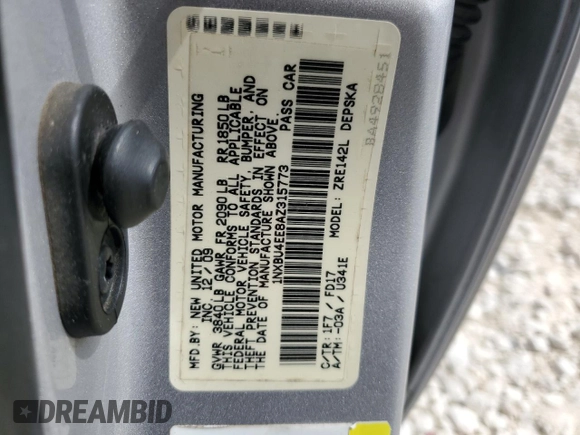 MFD.BY: NEW UNITED MOTOR MANUFACTURING
INC. 12/09
GVWR 3840LB GAWR FR 2090LB RR1850LB
THIS VEHICLE CONFORMS TO ALL APPLICABLE
FEDERAL MOTOR VEHICLE SAFETY, BUMPER, AND
THEFT PREVENTION STANDARDS IN EFFECT ON
THE DATE OF MANUFACTURE SHOWN ABOVE.
1NXBU4EE8AZ315773 PASS CAR
C/TR: 1F7 / FD17
A/TM: -03A / U341E
MODEL: ZRE142L DEPSKA
BA4928451
DREAMBID